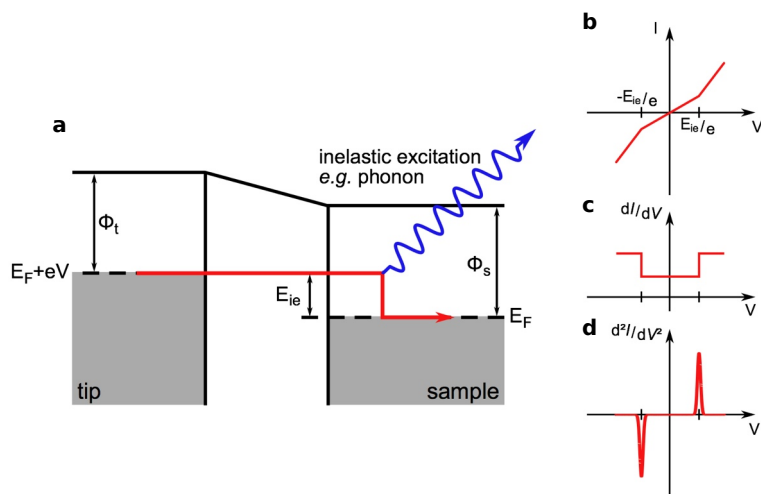 a
inelastic excitation
e.g. phonon
Φt
Φs
EF+eV
Eie
EF
tip
sample
b
I
-Eie/e
Eie/e
V
c
dI/dV
V
d
d²I/dV²
V